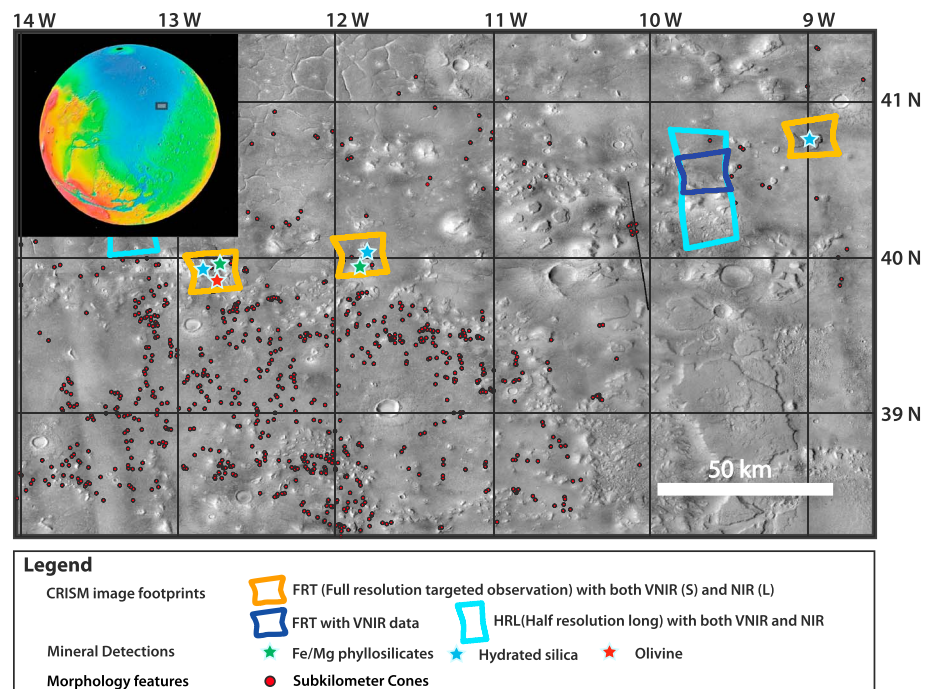 14 W 13 W 12 W 11 W 10 W 9 W
41 N
40 N
39 N
50 km
Legend
CRISM image footprints
FRT (Full resolution targeted observation) with both VNIR (S) and NIR (L)
FRT with VNIR data
HRL(Half resolution long) with both VNIR and NIR
Mineral Detections
Fe/Mg phyllosilicates
Hydrated silica
Olivine
Morphology features
Subkilometer Cones